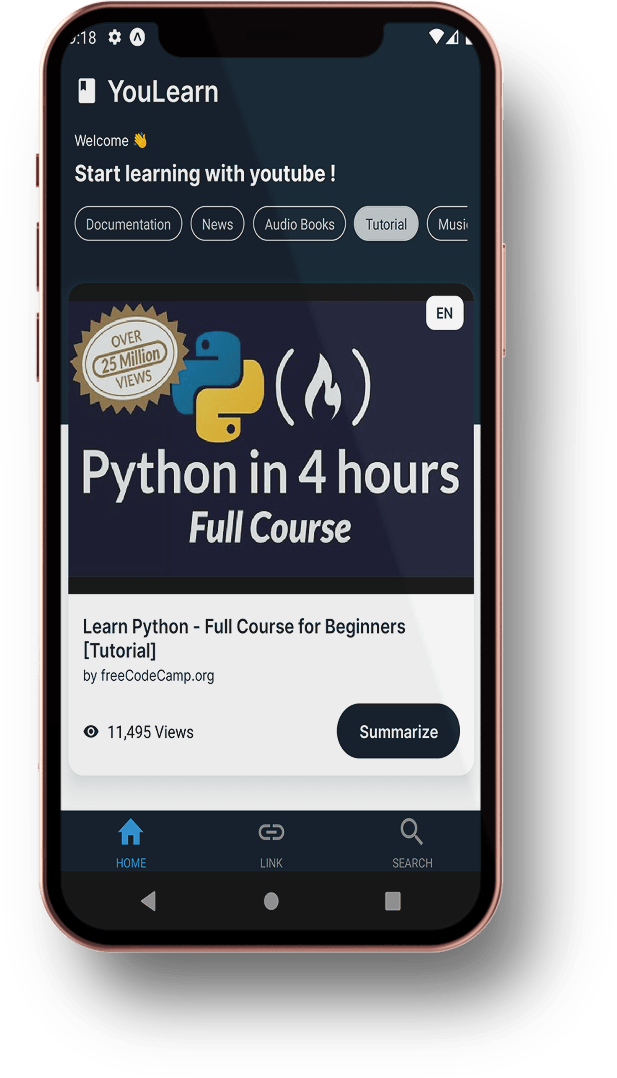 :18
YouLearn
Welcome 👋
Start learning with youtube !
Documentation News Audio Books Tutorial
EN
OVER
25 Million
VIEWS
Python in 4 hours
Full Course
Learn Python - Full Course for Beginners
[Tutorial]
by freeCodeCamp.org
11,495 Views
Summarize
HOME LINK SEARCH